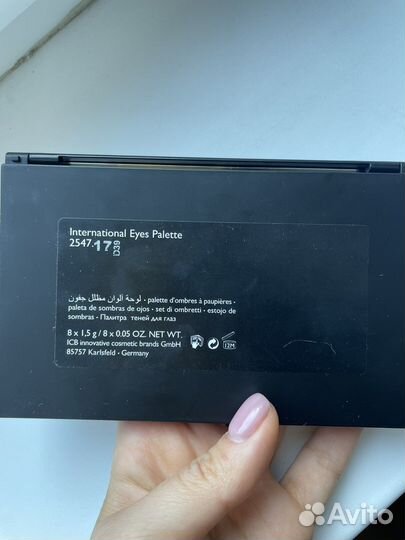 International Eyes Palette
2547.17 D39
لوحة ألوان مظلل جفون • palette d'ombres à paupières •
paleta de sombras de ojos • set di ombretti • estojo de
sombras • Палитра теней для глаз
8 x 1,5 g / 8 x 0.05 OZ. NET WT.
ICB innovative cosmetic brands GmbH
85757 Karlsfeld • Germany
12M
Avito